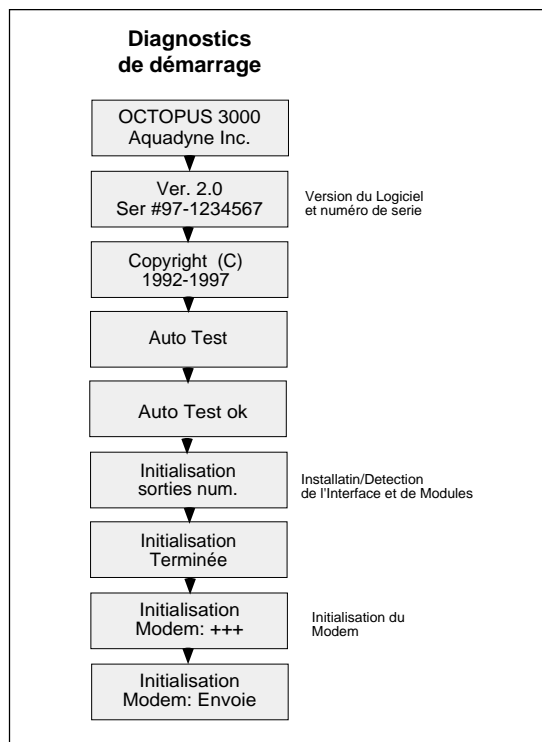 Diagnostics
de démarrage
OCTOPUS 3000
Aquadyne Inc.
Ver. 2.0
Ser #97-1234567
Version du Logiciel
et numéro de serie
Copyright (C)
1992-1997
Auto Test
Auto Test ok
Initialisation
sorties num.
Installatin/Detection
de l'Interface et de Modules
Initialisation
Terminée
Initialisation
Modem: +++
Initialisation du
Modem
Initialisation
Modem: Envoie